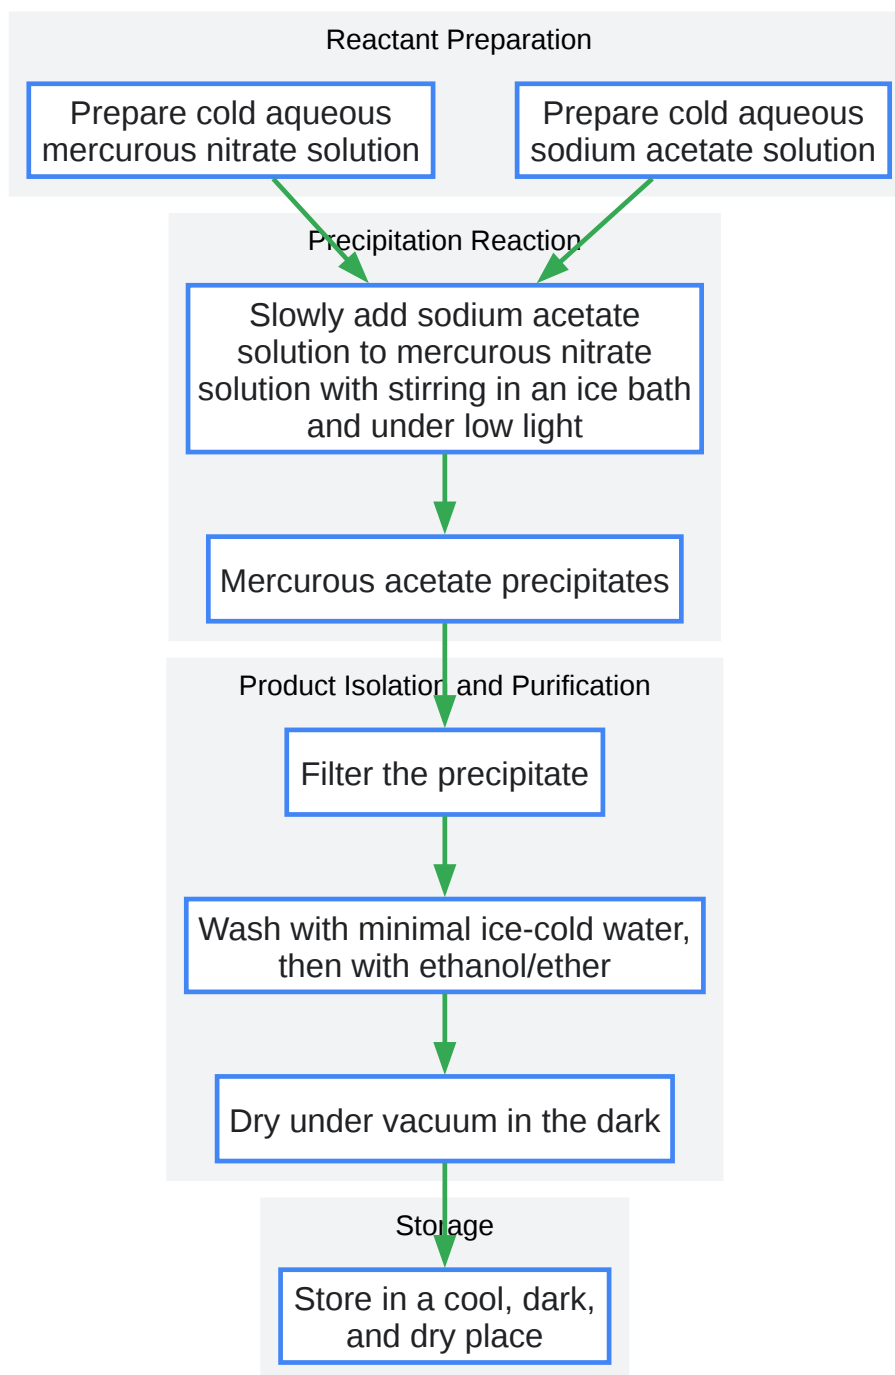 Reactant Preparation
Prepare cold aqueous
mercurous nitrate solution
Prepare cold aqueous
sodium acetate solution
Precipitation Reaction
Slowly add sodium acetate
solution to mercurous nitrate
solution with stirring in an ice bath
and under low light
Mercurous acetate precipitates
Product Isolation and Purification
Filter the precipitate
Wash with minimal ice-cold water,
then with ethanol/ether
Dry under vacuum in the dark
Storage
Store in a cool, dark,
and dry place